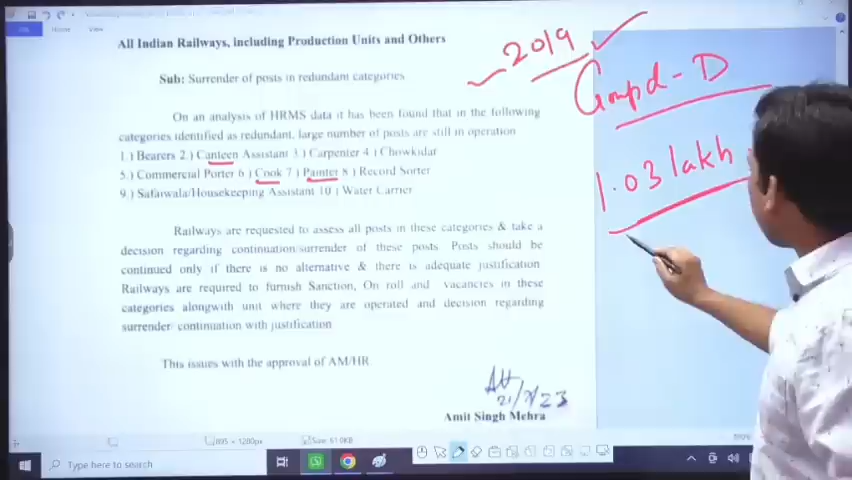 Home View
All Indian Railways, including Production Units and Others
Sub: Surrender of posts in redundant categories
On an analysis of HRMS data it has been found that in the following
categories identified as redundant, large number of posts are still in operation
1.) Bearers 2.) Canteen Assistant 3.) Carpenter 4.) Chowkidar
5.) Commercial Porter 6.) Cook 7.) Painter 8.) Record Sorter
9.) Safaiwala/Housekeeping Assistant 10.) Water Carrier
Railways are requested to assess all posts in these categories & take a
decision regarding continuation/surrender of these posts. Posts should be
continued only if there is no alternative & there is adequate justification
Railways are required to furnish Sanction, On roll and vacancies in these
categories alongwith unit where they are operated and decision regarding
surrender/ continuation with justification
This issues with the approval of AM/HR
Amit Singh Mehra
2019
Group-D
1.03 lakh
895 × 1280px Size: 61.0KB
Type here to search